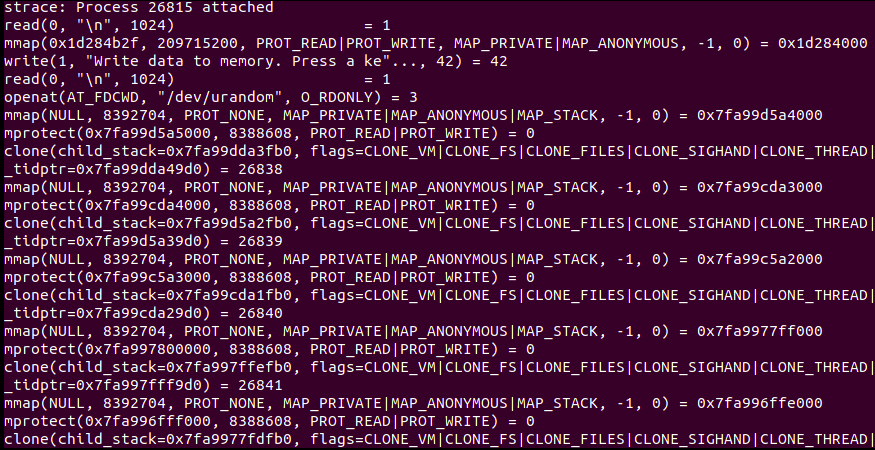 strace: Process 26815 attached
read(0, "\n", 1024)                     = 1
mmap(0x1d284b2f, 209715200, PROT_READ|PROT_WRITE, MAP_PRIVATE|MAP_ANONYMOUS, -1, 0) = 0x1d284000
write(1, "Write data to memory. Press a ke"..., 42) = 42
read(0, "\n", 1024)                     = 1
openat(AT_FDCWD, "/dev/urandom", O_RDONLY) = 3
mmap(NULL, 8392704, PROT_NONE, MAP_PRIVATE|MAP_ANONYMOUS|MAP_STACK, -1, 0) = 0x7fa99d5a4000
mprotect(0x7fa99d5a5000, 8388608, PROT_READ|PROT_WRITE) = 0
clone(child_stack=0x7fa99dda3fb0, flags=CLONE_VM|CLONE_FS|CLONE_FILES|CLONE_SIGHAND|CLONE_THREAD|
_tidptr=0x7fa99dda49d0) = 26838
mmap(NULL, 8392704, PROT_NONE, MAP_PRIVATE|MAP_ANONYMOUS|MAP_STACK, -1, 0) = 0x7fa99cda3000
mprotect(0x7fa99cda4000, 8388608, PROT_READ|PROT_WRITE) = 0
clone(child_stack=0x7fa99d5a2fb0, flags=CLONE_VM|CLONE_FS|CLONE_FILES|CLONE_SIGHAND|CLONE_THREAD|
_tidptr=0x7fa99d5a39d0) = 26839
mmap(NULL, 8392704, PROT_NONE, MAP_PRIVATE|MAP_ANONYMOUS|MAP_STACK, -1, 0) = 0x7fa99c5a2000
mprotect(0x7fa99c5a3000, 8388608, PROT_READ|PROT_WRITE) = 0
clone(child_stack=0x7fa99cda1fb0, flags=CLONE_VM|CLONE_FS|CLONE_FILES|CLONE_SIGHAND|CLONE_THREAD|
_tidptr=0x7fa99cda29d0) = 26840
mmap(NULL, 8392704, PROT_NONE, MAP_PRIVATE|MAP_ANONYMOUS|MAP_STACK, -1, 0) = 0x7fa9977ff000
mprotect(0x7fa997800000, 8388608, PROT_READ|PROT_WRITE) = 0
clone(child_stack=0x7fa997ffefb0, flags=CLONE_VM|CLONE_FS|CLONE_FILES|CLONE_SIGHAND|CLONE_THREAD|
_tidptr=0x7fa997fff9d0) = 26841
mmap(NULL, 8392704, PROT_NONE, MAP_PRIVATE|MAP_ANONYMOUS|MAP_STACK, -1, 0) = 0x7fa996ffe000
mprotect(0x7fa996fff000, 8388608, PROT_READ|PROT_WRITE) = 0
clone(child_stack=0x7fa9977fdfb0, flags=CLONE_VM|CLONE_FS|CLONE_FILES|CLONE_SIGHAND|CLONE_THREAD|